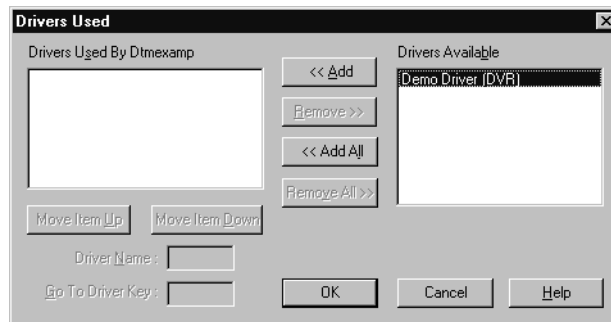 Drivers Used
Drivers Used By Dtmexamp
<< Add
Remove >>
<< Add All
Remove All >>
Drivers Available
Demo Driver (DVR)
Move Item Up
Move Item Down
Driver Name :
Go To Driver Key :
OK
Cancel
Help